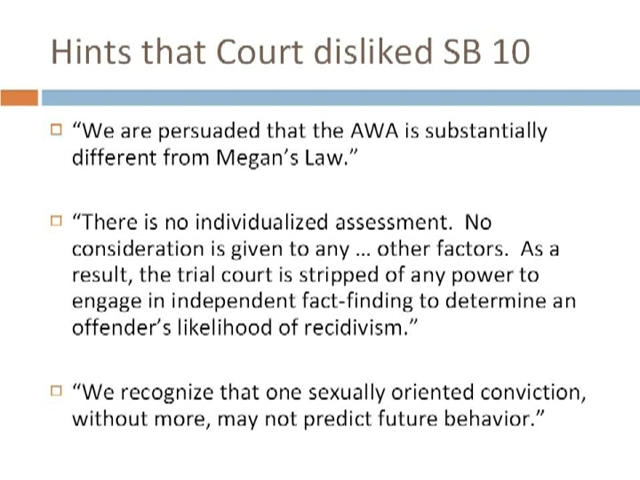 Hints that Court disliked SB 10
“We are persuaded that the AWA is substantially
different from Megan’s Law.”
“There is no individualized assessment.  No
consideration is given to any … other factors.  As a
result, the trial court is stripped of any power to
engage in independent fact-finding to determine an
offender’s likelihood of recidivism.”
“We recognize that one sexually oriented conviction,
without more, may not predict future behavior.”